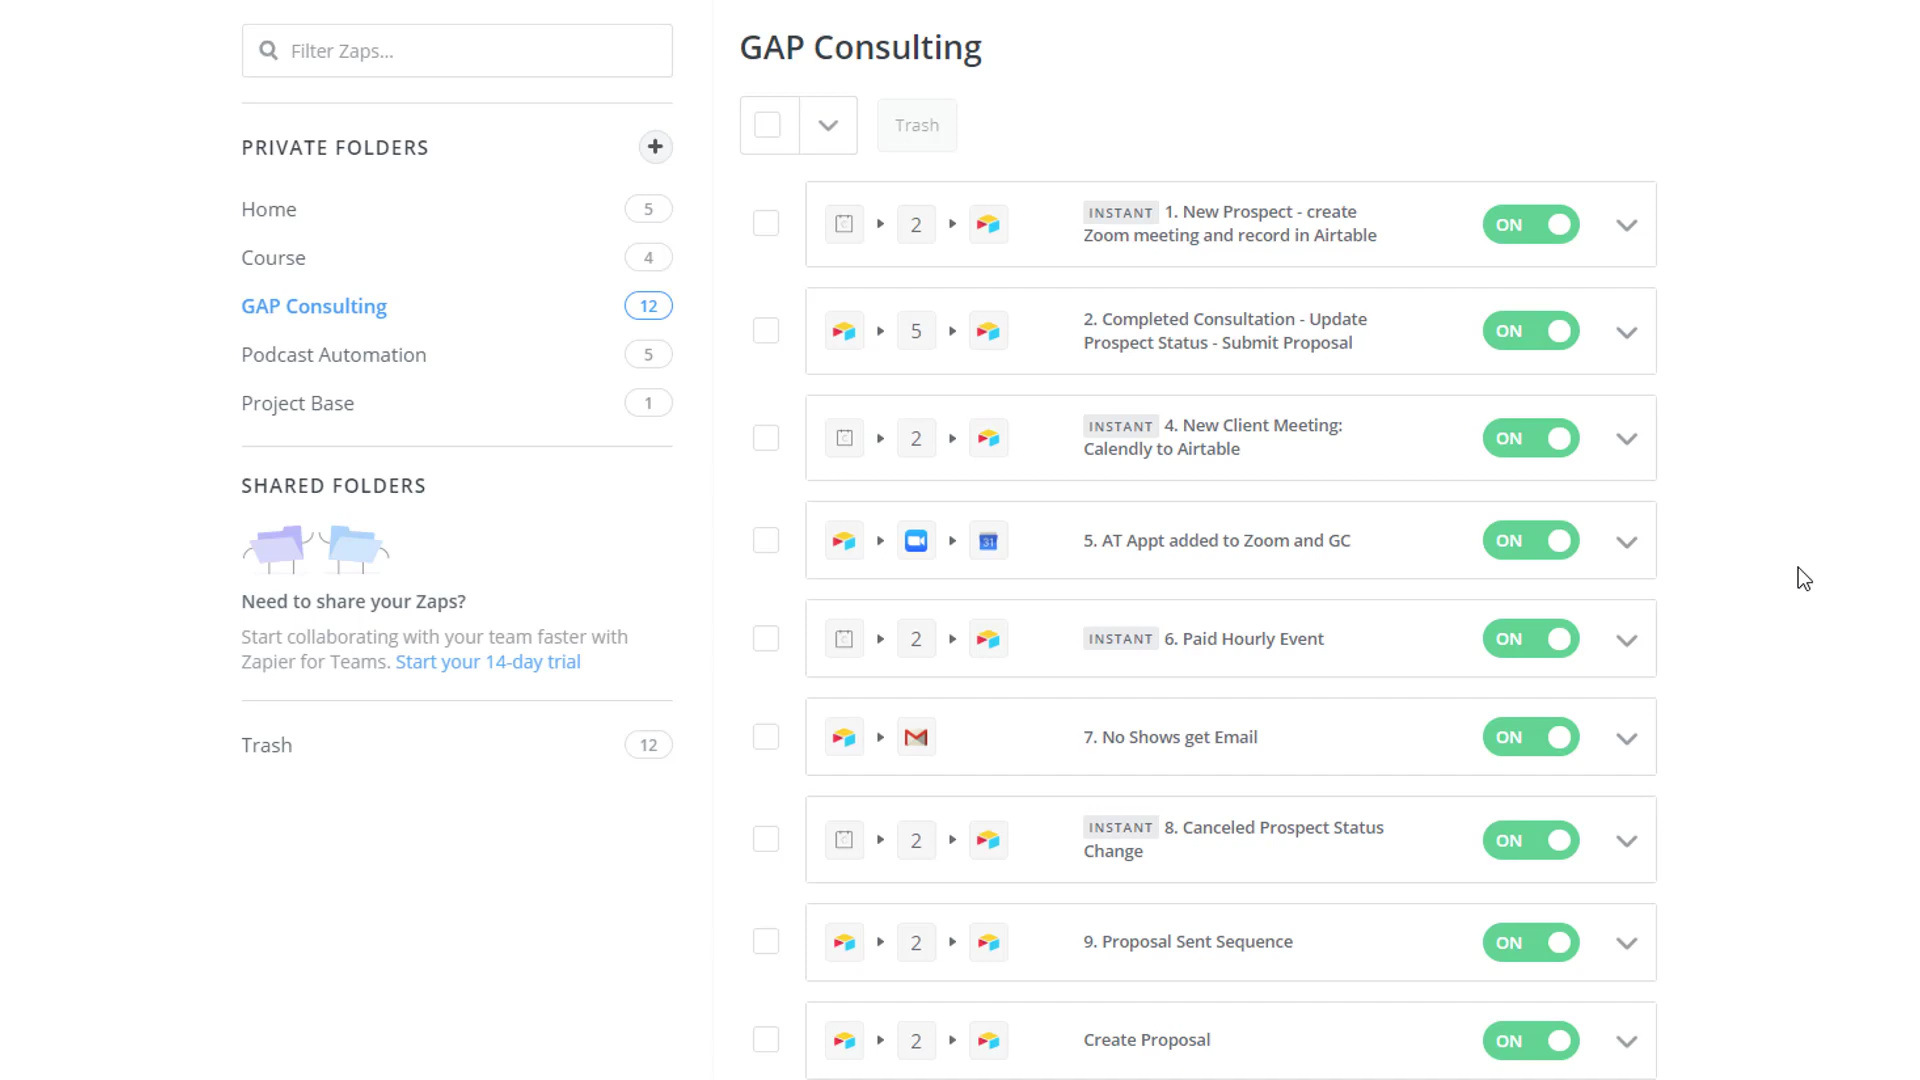 Filter Zaps...
PRIVATE FOLDERS
Home 5
Course 4
GAP Consulting 12
Podcast Automation 5
Project Base 1
SHARED FOLDERS
Need to share your Zaps?
Start collaborating with your team faster with
Zapier for Teams. Start your 14-day trial
Trash 12
GAP Consulting
Trash
2 INSTANT 1. New Prospect - create
Zoom meeting and record in Airtable
ON
5 2. Completed Consultation - Update
Prospect Status - Submit Proposal
ON
2 INSTANT 4. New Client Meeting:
Calendly to Airtable
ON
31 5. AT Appt added to Zoom and GC ON
2 INSTANT 6. Paid Hourly Event ON
7. No Shows get Email ON
2 INSTANT 8. Canceled Prospect Status
Change
ON
2 9. Proposal Sent Sequence ON
2 Create Proposal ON